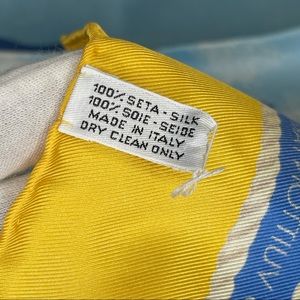 100% SETA - SILK
100% SOIE - SEIDE
MADE IN ITALY
DRY CLEAN ONLY